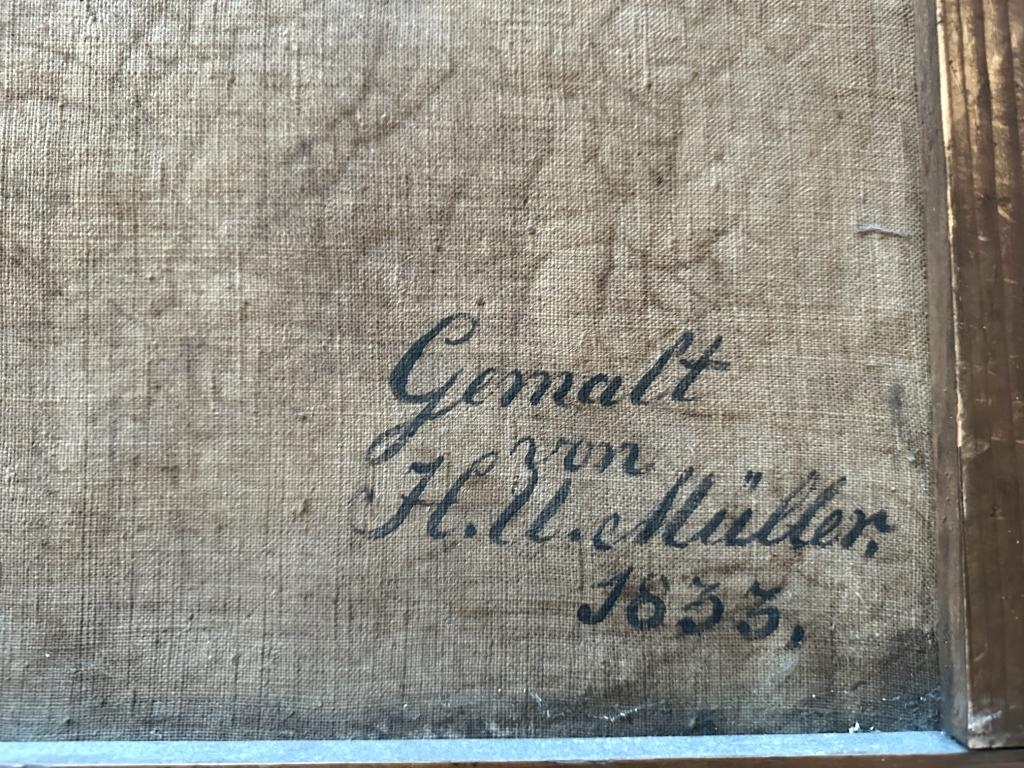 Gemalt
von
H. U. Müller.
1833.